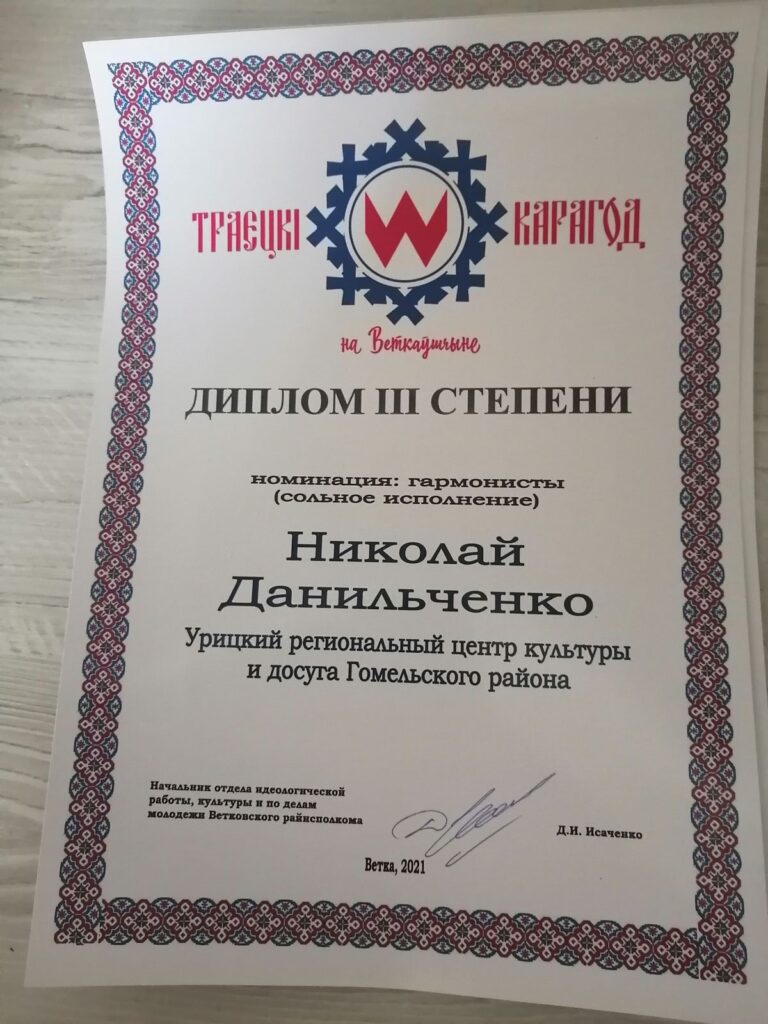 ТРАЕЦКІ КАРАГОД
на Веткаўшчыне
ДИПЛОМ III СТЕПЕНИ
номинация: гармонисты
(сольное исполнение)
Николай
Данильченко
Урицкий региональный центр культуры
и досуга Гомельского района
Начальник отдела идеологической
работы, культуры и по делам
молодежи Ветковского райисполкома
Д.И. Исаченко
Ветка, 2021